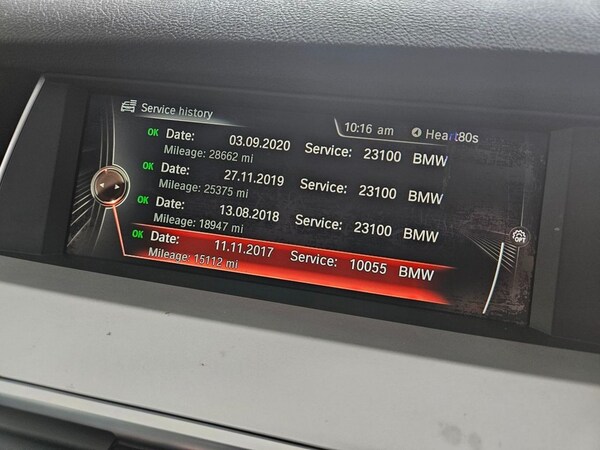 Service history
10:16 am Heart80s
OK Date: 03.09.2020 Service: 23100 BMW
Mileage: 28662 mi
OK Date: 27.11.2019 Service: 23100 BMW
Mileage: 25375 mi
OK Date: 13.08.2018 Service: 23100 BMW
Mileage: 18947 mi
OK Date: 11.11.2017 Service: 10055 BMW
Mileage: 15112 mi
OPT